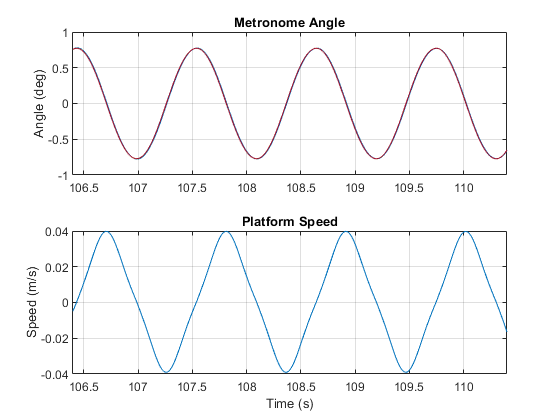 Metronome Angle
1
0.5
0
-0.5
-1
Angle (deg)
106.5 107 107.5 108 108.5 109 109.5 110
Platform Speed
0.04
0.02
0
-0.02
-0.04
Speed (m/s)
106.5 107 107.5 108 108.5 109 109.5 110
Time (s)